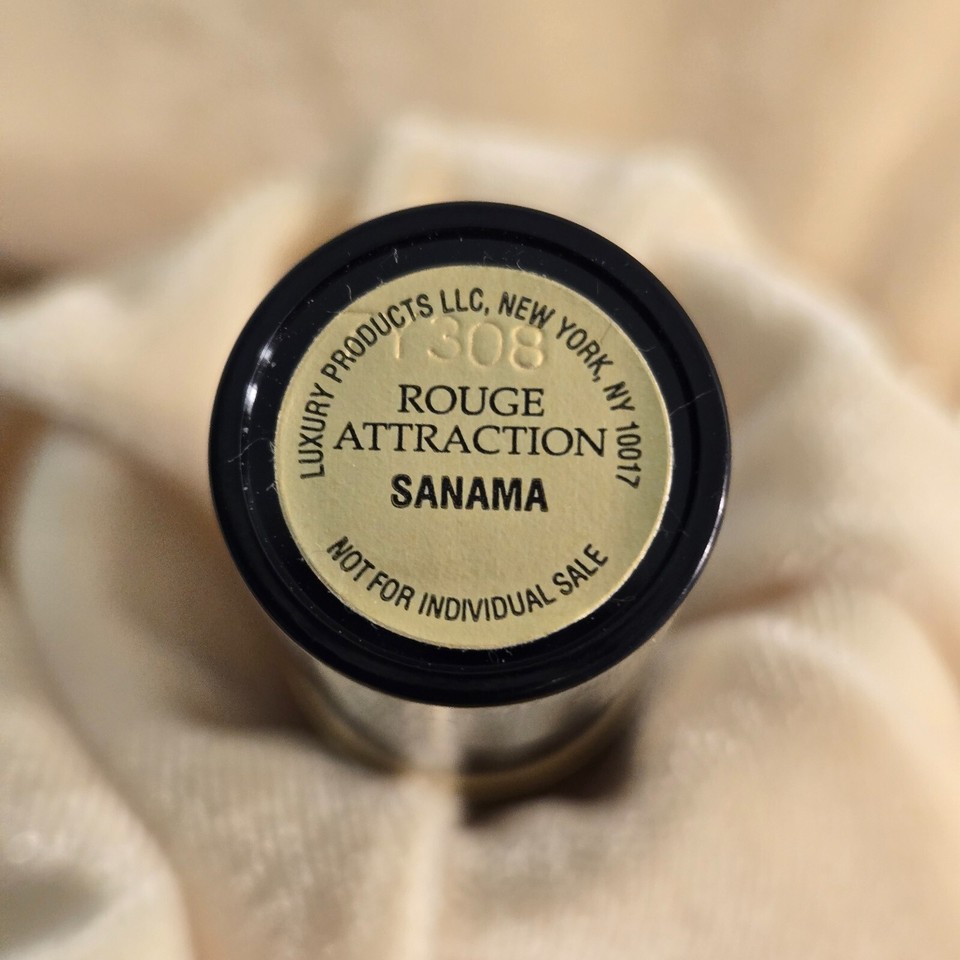 LUXURY PRODUCTS LLC, NEW YORK, NY 10017
308
ROUGE
ATTRACTION
SANAMA
NOT FOR INDIVIDUAL SALE